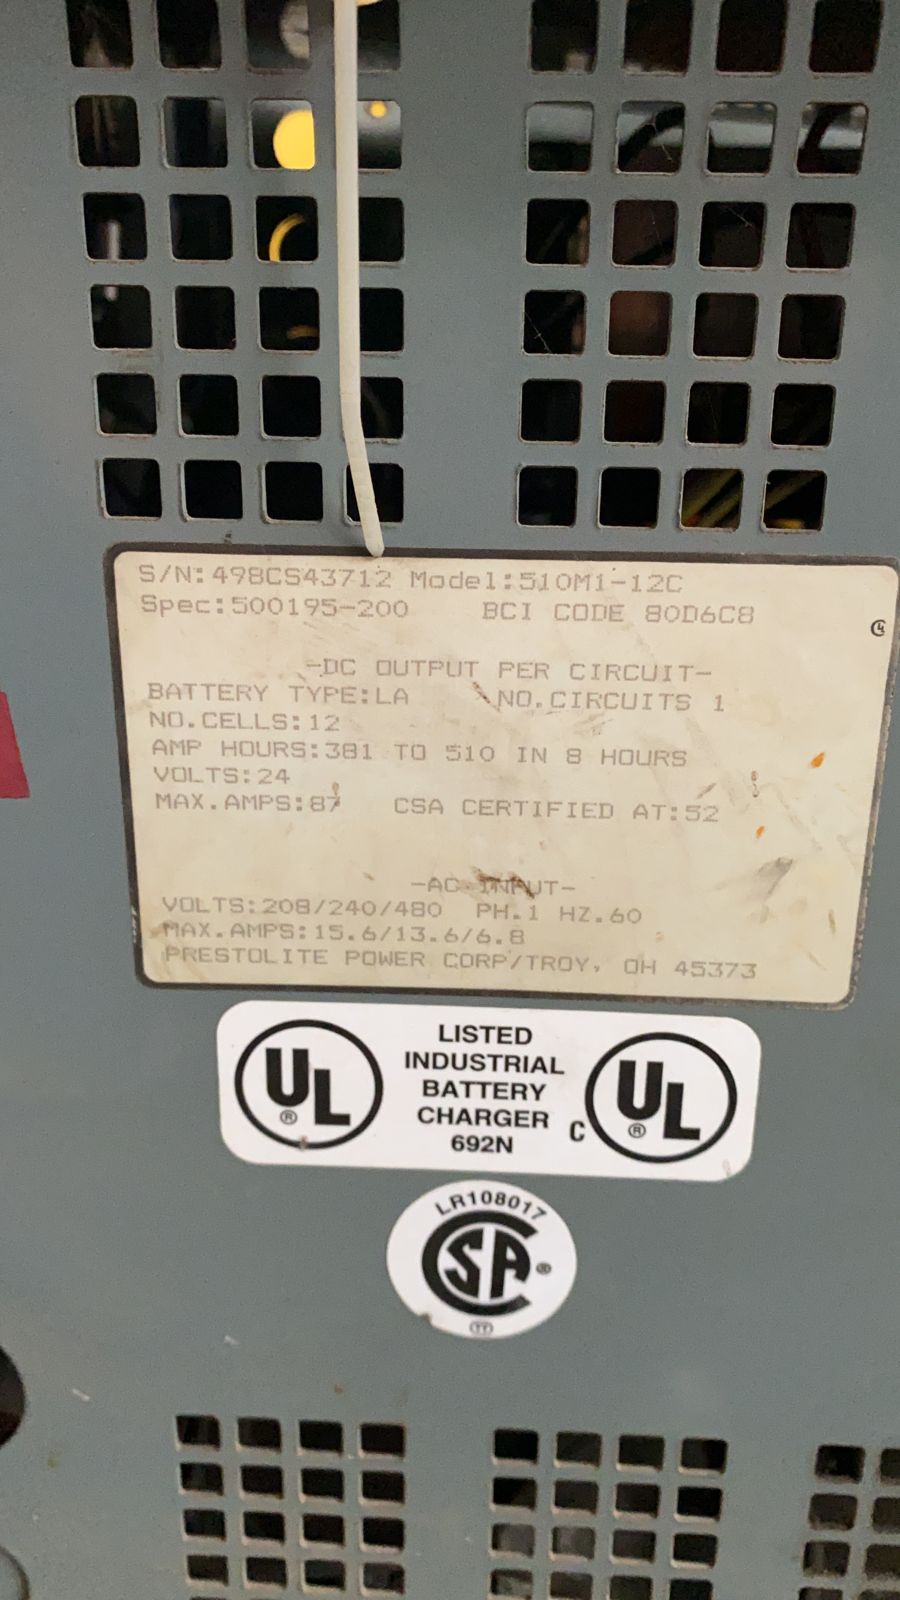 S/N:498CS43712 Model:510M1-12C
Spec:500195-200 BCI CODE 80D6C8
-DC OUTPUT PER CIRCUIT-
BATTERY TYPE:LA NO.CIRCUITS 1
NO.CELLS:12
AMP HOURS:381 TO 510 IN 8 HOURS
VOLTS:24
MAX.AMPS:87 CSA CERTIFIED AT:52
-AC INPUT-
VOLTS:208/240/480 PH.1 HZ.60
MAX.AMPS:15.6/13.6/6.8
PRESTOLITE POWER CORP/TROY, OH 45373
UL ®
LISTED
INDUSTRIAL
BATTERY
CHARGER
692N
C UL ®
LR108017
CSA ®